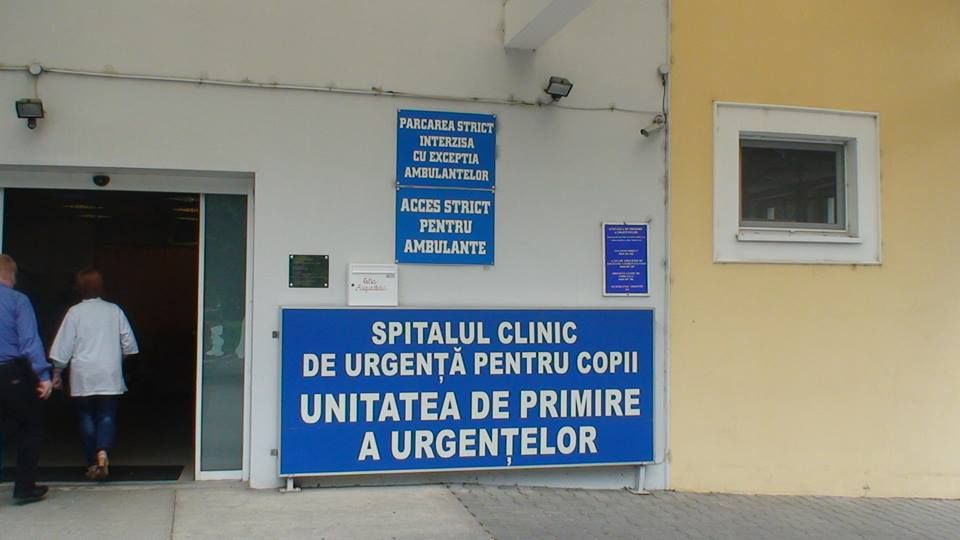 PARCAREA STRICT
INTERZISA
CU EXCEPTIA
AMBULANTELOR
ACCES STRICT
PENTRU
AMBULANTE
SPITALUL CLINIC
DE URGENȚĂ PENTRU COPII
UNITATEA DE PRIMIRE
A URGENȚELOR